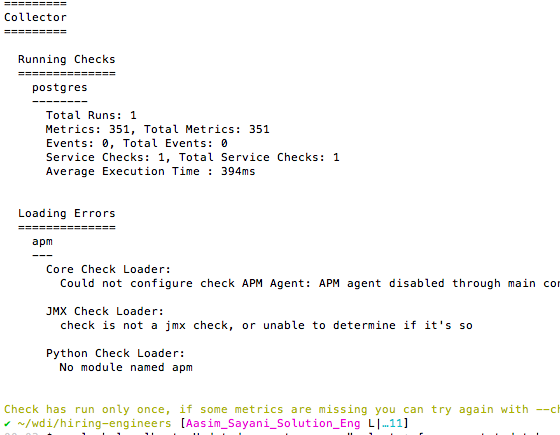 =========
Collector
=========
Running Checks
==============
postgres
--------
Total Runs: 1
Metrics: 351, Total Metrics: 351
Events: 0, Total Events: 0
Service Checks: 1, Total Service Checks: 1
Average Execution Time : 394ms
Loading Errors
==============
apm
---
Core Check Loader:
Could not configure check APM Agent: APM agent disabled through main con
JMX Check Loader:
check is not a jmx check, or unable to determine if it's so
Python Check Loader:
No module named apm
Check has run only once, if some metrics are missing you can try again with --ch
✔ ~/wdi/hiring-engineers [Aasim_Sayani_Solution_Eng L|…11]